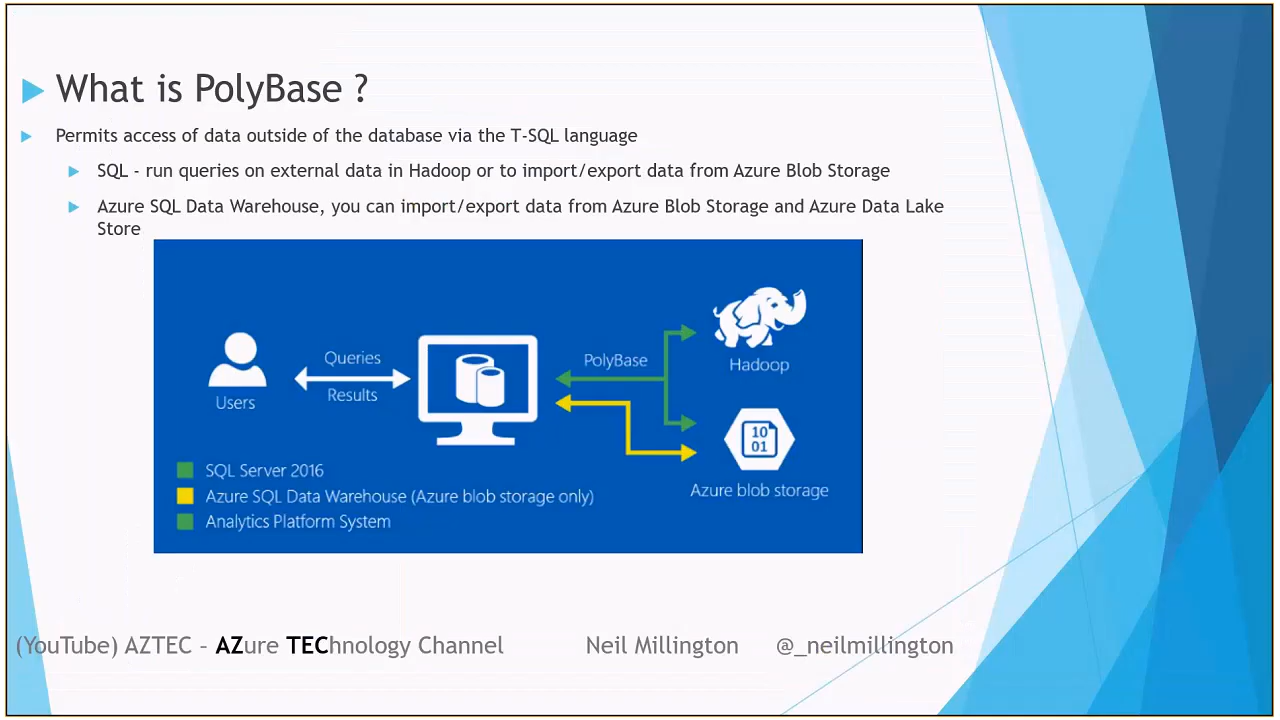 What is PolyBase ?
Permits access of data outside of the database via the T-SQL language
SQL - run queries on external data in Hadoop or to import/export data from Azure Blob Storage
Azure SQL Data Warehouse, you can import/export data from Azure Blob Storage and Azure Data Lake
Store
Users
Queries
Results
PolyBase
Hadoop
10
01
Azure blob storage
SQL Server 2016
Azure SQL Data Warehouse (Azure blob storage only)
Analytics Platform System
(YouTube) AZTEC – AZure TEChnology Channel Neil Millington @_neilmillington